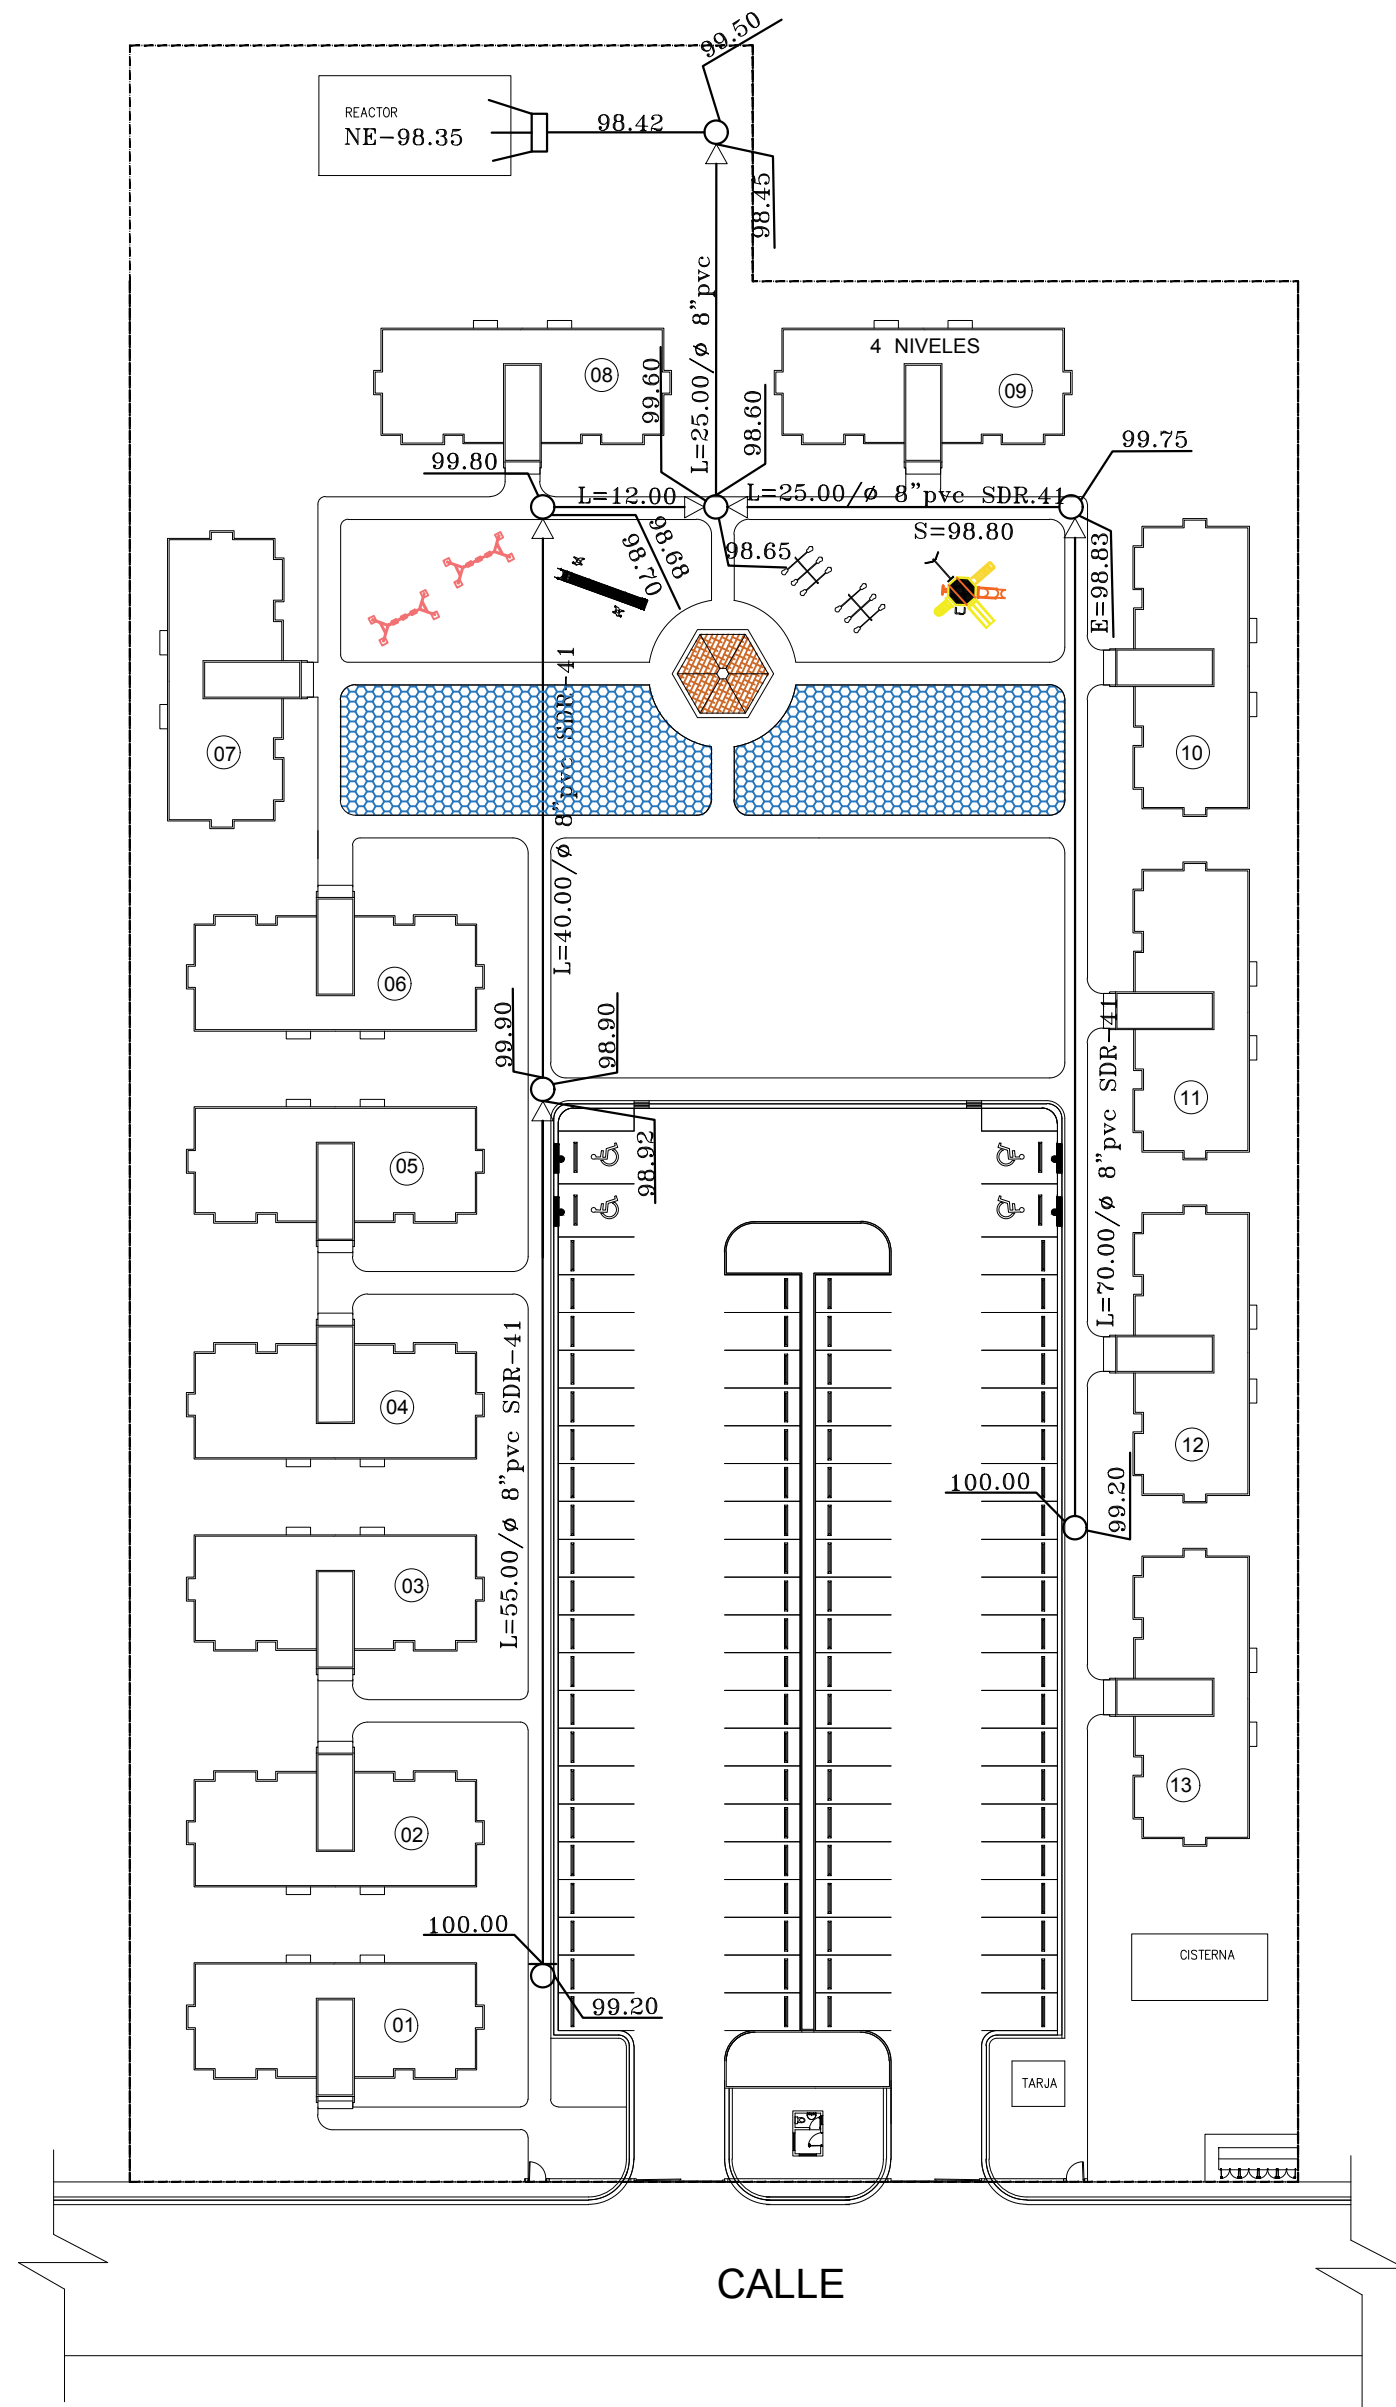 99.50
REACTOR
NE-98.35
98.42
98.45
L=25.00/ø 8"pvc
4 NIVELES
08
09
99.60
98.60
99.80
99.75
L=12.00
L=25.00/ø 8"pvc SDR.41
98.68
98.70
98.65
S=98.80
E=98.83
L=40.00/ø 8"pvc SDR-41
07
10
06
99.90
98.90
L=70.00/ø 8"pvc SDR-41
11
05
98.92
04
12
L=55.00/ø 8"pvc SDR-41
100.00
99.20
03
13
02
100.00
99.20
CISTERNA
01
TARJA
CALLE